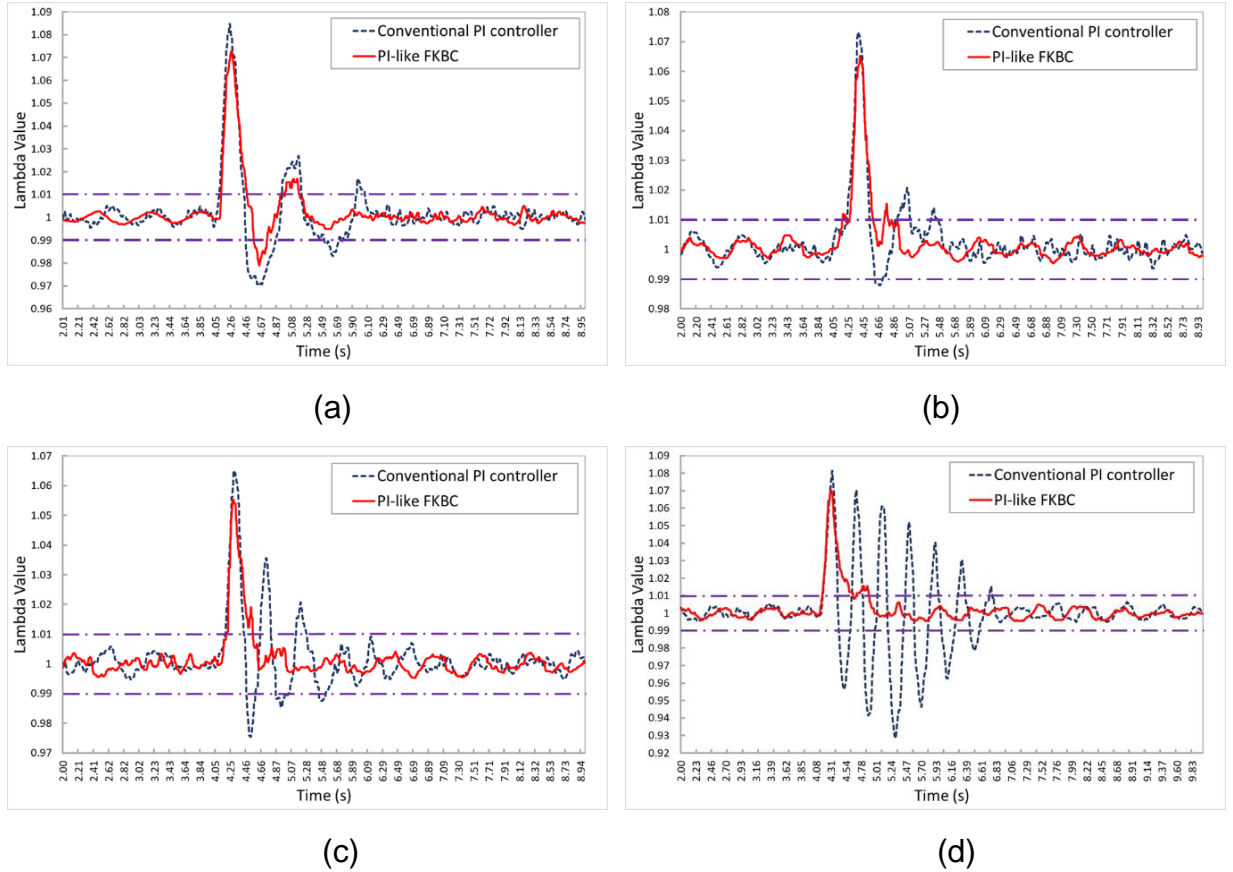 1.09
1.08
1.07
1.06
1.05
1.04
1.03
1.02
1.01
1
0.99
0.98
0.97
0.96
Lambda Value
Conventional PI controller
PI-like FKBC
2.01 2.21 2.42 2.62 2.82 3.03 3.23 3.44 3.64 3.85 4.05 4.26 4.46 4.67 4.87 5.08 5.28 5.49 5.69 5.90 6.10 6.29 6.49 6.69 6.89 7.10 7.31 7.51 7.72 7.92 8.13 8.33 8.54 8.74 8.95
Time (s)
(a)
1.08
1.07
1.06
1.05
1.04
1.03
1.02
1.01
1
0.99
0.98
Lambda Value
Conventional PI controller
PI-like FKBC
2.00 2.20 2.41 2.61 2.82 3.02 3.23 3.43 3.64 3.84 4.05 4.25 4.45 4.66 4.86 5.07 5.27 5.48 5.68 5.88 6.09 6.29 6.48 6.68 6.88 7.09 7.30 7.50 7.71 7.91 8.11 8.32 8.52 8.73 8.93
Time (s)
(b)
1.07
1.06
1.05
1.04
1.03
1.02
1.01
1
0.99
0.98
0.97
Lambda Value
Conventional PI controller
PI-like FKBC
2.00 2.21 2.41 2.62 2.82 3.02 3.23 3.43 3.64 3.84 4.05 4.25 4.46 4.66 4.87 5.07 5.28 5.48 5.69 5.89 6.09 6.29 6.49 6.69 6.89 7.09 7.30 7.51 7.71 7.91 8.12 8.32 8.53 8.73 8.94
Time (s)
(c)
1.09
1.08
1.07
1.06
1.05
1.04
1.03
1.02
1.01
1
0.99
0.98
0.97
0.96
0.95
0.94
0.93
0.92
Lambda Value
Conventional PI controller
PI-like FKBC
2.00 2.23 2.46 2.70 2.93 3.16 3.39 3.62 3.85 4.08 4.31 4.54 4.78 5.01 5.24 5.47 5.70 5.93 6.16 6.39 6.61 6.83 7.06 7.29 7.52 7.76 7.99 8.22 8.45 8.68 8.91 9.14 9.37 9.60 9.83
Time (s)
(d)